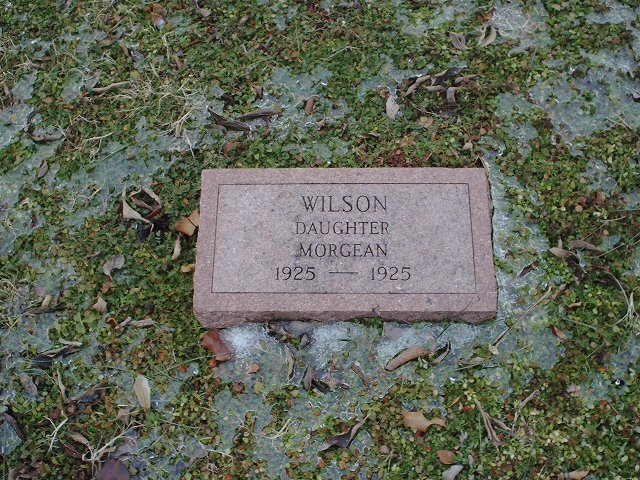 WILSON
DAUGHTER
MORGEAN
1925 — 1925